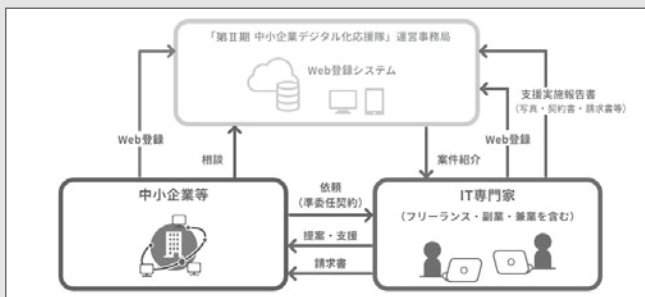 「第Ⅱ期 中小企業デジタル化応援隊」運営事務局
Web登録システム
支援実施報告書
（写真・契約書・請求書等）
Web登録
相談
案件紹介
Web登録
中小企業等
依頼
（準委任契約）
提案・支援
請求書
IT専門家
（フリーランス・副業・兼業を含む）